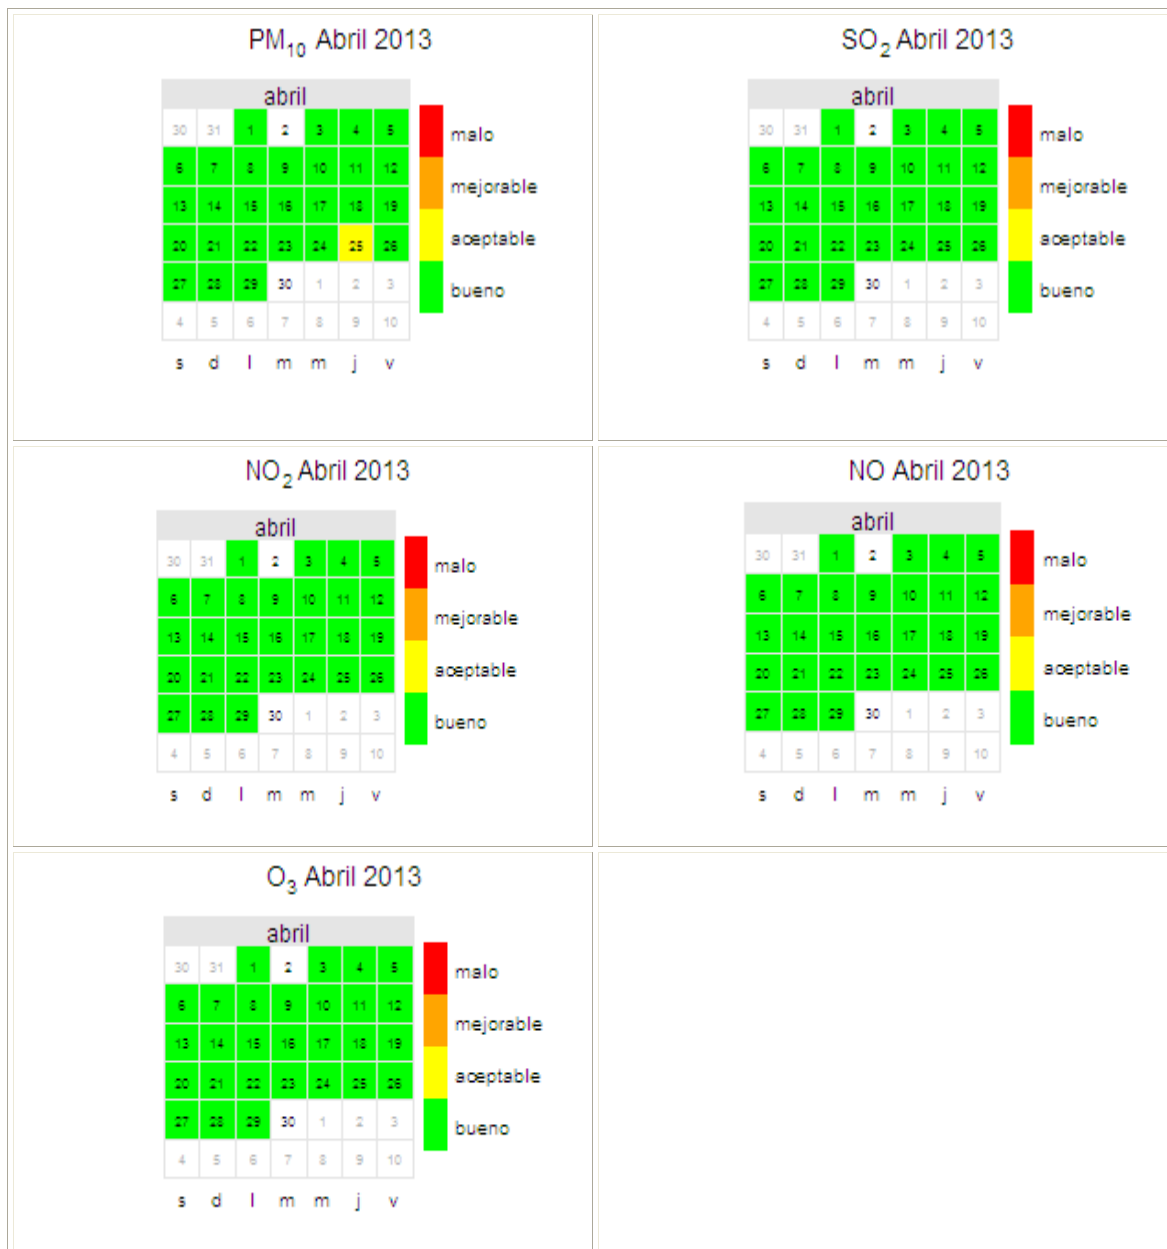 PM10 Abril 2013
abril
30 31 1 2 3 4 5
6 7 8 9 10 11 12
13 14 15 16 17 18 19
20 21 22 23 24 25 26
27 28 29 30 1 2 3
4 5 6 7 8 9 10
s d l m m j v
malo
mejorable
aceptable
bueno
SO2 Abril 2013
abril
30 31 1 2 3 4 5
6 7 8 9 10 11 12
13 14 15 16 17 18 19
20 21 22 23 24 25 26
27 28 29 30 1 2 3
4 5 6 7 8 9 10
s d l m m j v
malo
mejorable
aceptable
bueno
NO2 Abril 2013
abril
30 31 1 2 3 4 5
6 7 8 9 10 11 12
13 14 15 16 17 18 19
20 21 22 23 24 25 26
27 28 29 30 1 2 3
4 5 6 7 8 9 10
s d l m m j v
malo
mejorable
aceptable
bueno
NO Abril 2013
abril
30 31 1 2 3 4 5
6 7 8 9 10 11 12
13 14 15 16 17 18 19
20 21 22 23 24 25 26
27 28 29 30 1 2 3
4 5 6 7 8 9 10
s d l m m j v
malo
mejorable
aceptable
bueno
O3 Abril 2013
abril
30 31 1 2 3 4 5
6 7 8 9 10 11 12
13 14 15 16 17 18 19
20 21 22 23 24 25 26
27 28 29 30 1 2 3
4 5 6 7 8 9 10
s d l m m j v
malo
mejorable
aceptable
bueno